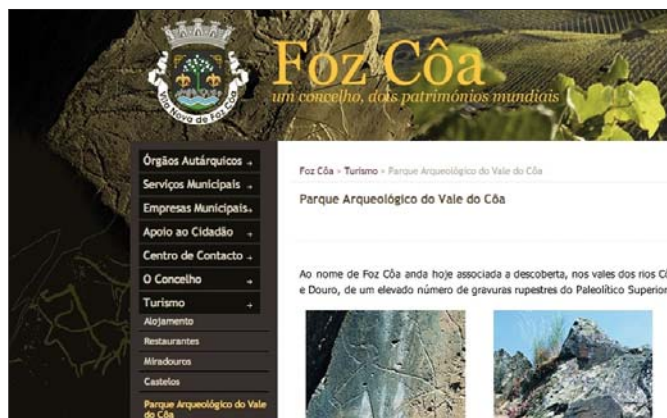 Foz Côa
um concelho, dois patrimónios mundiais
Vila Nova de Foz Côa
Órgãos Autárquicos
Serviços Municipais
Empresas Municipais
Apoio ao Cidadão
Centro de Contacto
O Concelho
Turismo
Alojamento
Restaurantes
Miradouros
Castelos
Parque Arqueológico do Vale
do Côa
Foz Côa » Turismo » Parque Arqueológico do Vale do Côa
Parque Arqueológico do Vale do Côa
Ao nome de Foz Côa anda hoje associada a descoberta, nos vales dos rios
e Douro, de um elevado número de gravuras rupestres do Paleolítico Superior